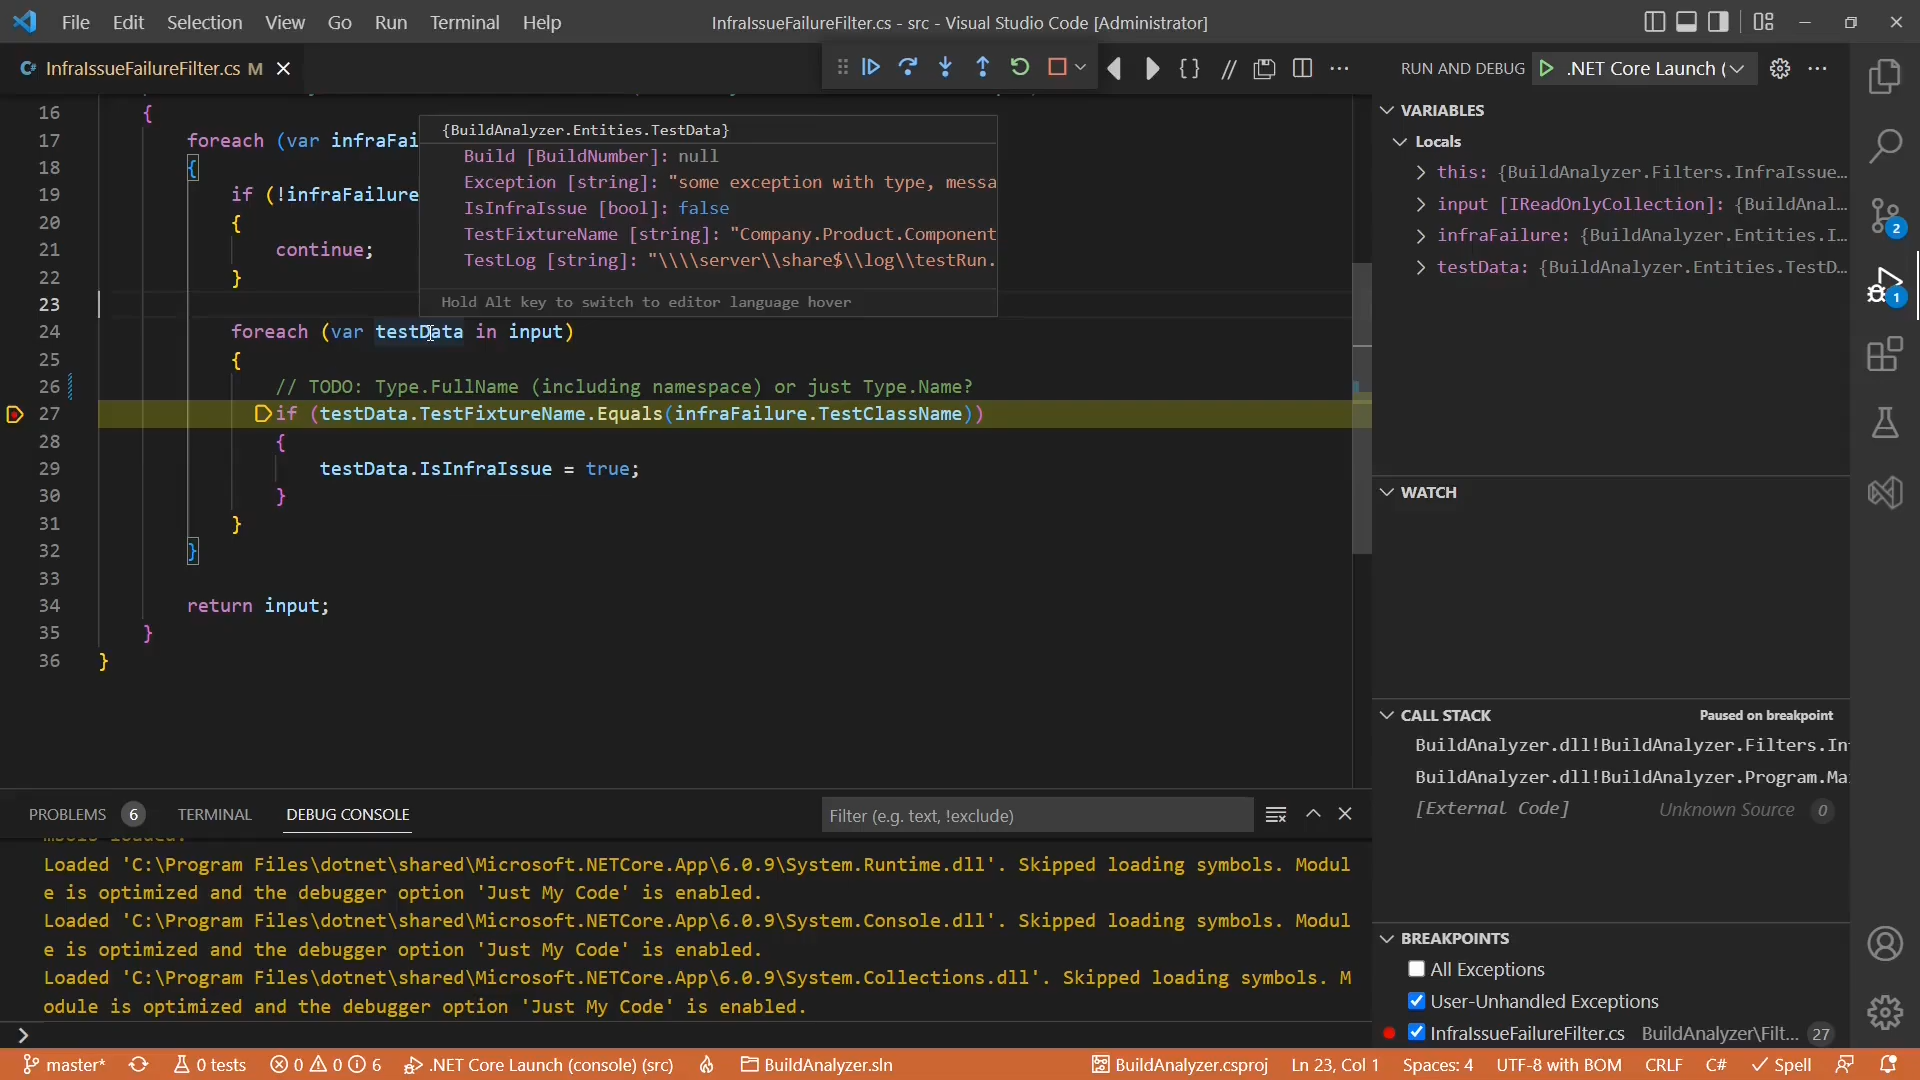 File Edit Selection View Go Run Terminal Help InfraIssueFailureFilter.cs - src - Visual Studio Code [Administrator]
C# InfraIssueFailureFilter.cs M
RUN AND DEBUG .NET Core Launch (
16 {
17 foreach (var infraFai
18 {
19 if (!infraFailure
20 {
21 continue;
22 }
23
24 foreach (var testData in input)
25 {
26 // TODO: Type.FullName (including namespace) or just Type.Name?
27 if (testData.TestFixtureName.Equals(infraFailure.TestClassName))
28 {
29 testData.IsInfraIssue = true;
30 }
31 }
32 }
33
34 return input;
35 }
36 }
{BuildAnalyzer.Entities.TestData}
Build [BuildNumber]: null
Exception [string]: "some exception with type, messa
IsInfraIssue [bool]: false
TestFixtureName [string]: "Company.Product.Component
TestLog [string]: "\\\\server\\share$\\log\\testRun.
Hold Alt key to switch to editor language hover
VARIABLES
Locals
this: {BuildAnalyzer.Filters.InfraIssue…
input [IReadOnlyCollection]: {BuildAnal…
infraFailure: {BuildAnalyzer.Entities.I…
testData: {BuildAnalyzer.Entities.TestD…
2
1
WATCH
CALL STACK Paused on breakpoint
BuildAnalyzer.dll!BuildAnalyzer.Filters.In
BuildAnalyzer.dll!BuildAnalyzer.Program.Ma
[External Code] Unknown Source 0
BREAKPOINTS
All Exceptions
User-Unhandled Exceptions
InfraIssueFailureFilter.cs BuildAnalyzer\Filt... 27
PROBLEMS 6 TERMINAL DEBUG CONSOLE Filter (e.g. text, !exclude)
mbols loaded.
Loaded 'C:\Program Files\dotnet\shared\Microsoft.NETCore.App\6.0.9\System.Runtime.dll'. Skipped loading symbols. Modul
e is optimized and the debugger option 'Just My Code' is enabled.
Loaded 'C:\Program Files\dotnet\shared\Microsoft.NETCore.App\6.0.9\System.Console.dll'. Skipped loading symbols. Modul
e is optimized and the debugger option 'Just My Code' is enabled.
Loaded 'C:\Program Files\dotnet\shared\Microsoft.NETCore.App\6.0.9\System.Collections.dll'. Skipped loading symbols. M
odule is optimized and the debugger option 'Just My Code' is enabled.
master* 0 tests 0 0 6 .NET Core Launch (console) (src) BuildAnalyzer.sln BuildAnalyzer.csproj Ln 23, Col 1 Spaces: 4 UTF-8 with BOM CRLF C# Spell